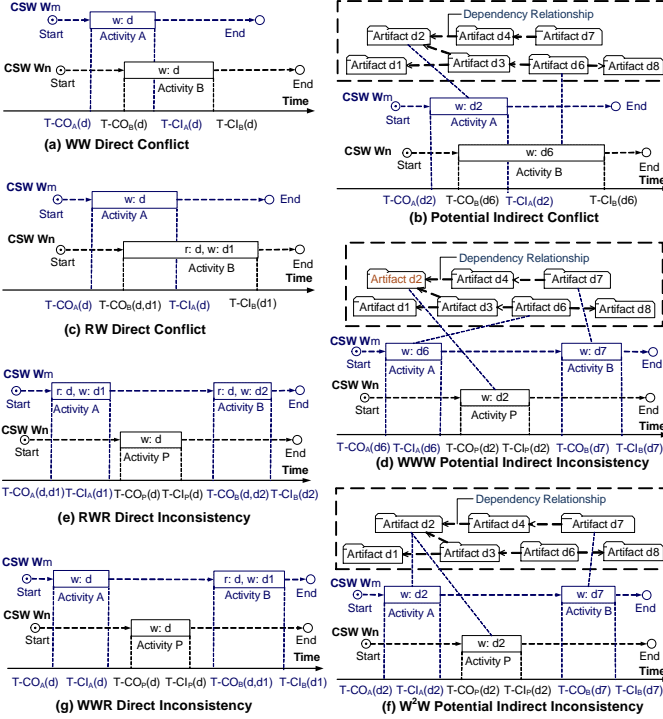 CSW Wm
w: d
Start
Activity A
End
CSW Wn
w: d
Start
Activity B
End
Time
T-COA(d) T-COB(d) T-CIA(d) T-CIB(d)
(a) WW Direct Conflict
Dependency Relationship
Artifact d2 Artifact d4 Artifact d7
Artifact d1 Artifact d3 Artifact d6 Artifact d8
CSW Wm
w: d2
Start
Activity A
End
CSW Wn
w: d6
Start
Activity B
End
Time
T-COA(d2) T-COB(d6) T-CIA(d2) T-CIB(d6)
(b) Potential Indirect Conflict
CSW Wm
w: d
Start
Activity A
End
CSW Wn
r: d, w: d1
Start
Activity B
End
Time
T-COA(d) T-COB(d,d1) T-CIA(d) T-CIB(d1)
(c) RW Direct Conflict
Dependency Relationship
Artifact d2 Artifact d4 Artifact d7
Artifact d1 Artifact d3 Artifact d6 Artifact d8
CSW Wm
w: d6 w: d7
Start
Activity A Activity B
End
CSW Wn
w: d2
Start
Activity P
End
Time
T-COA(d6) T-CIA(d6) T-COP(d2) T-CIP(d2) T-COB(d7) T-CIB(d7)
(d) WWW Potential Indirect Inconsistency
CSW Wm
r: d, w: d1 r: d, w: d2
Start
Activity A Activity B
End
CSW Wn
w: d
Start
Activity P
End
Time
T-COA(d,d1) T-CIA(d1) T-COP(d) T-CIP(d) T-COB(d,d2) T-CIB(d2)
(e) RWR Direct Inconsistency
Dependency Relationship
Artifact d2 Artifact d4 Artifact d7
Artifact d1 Artifact d3 Artifact d6 Artifact d8
CSW Wm
w: d2 w: d7
Start
Activity A Activity B
End
CSW Wn
w: d2
Start
Activity P
End
Time
T-COA(d2) T-CIA(d2) T-COP(d2) T-CIP(d2) T-COB(d7) T-CIB(d7)
(f) W²W Potential Indirect Inconsistency
CSW Wm
w: d r: d, w: d1
Start
Activity A Activity B
End
CSW Wn
w: d
Start
Activity P
End
Time
T-COA(d) T-CIA(d) T-COP(d) T-CIP(d) T-COB(d,d1) T-CIB(d1)
(g) WWR Direct Inconsistency